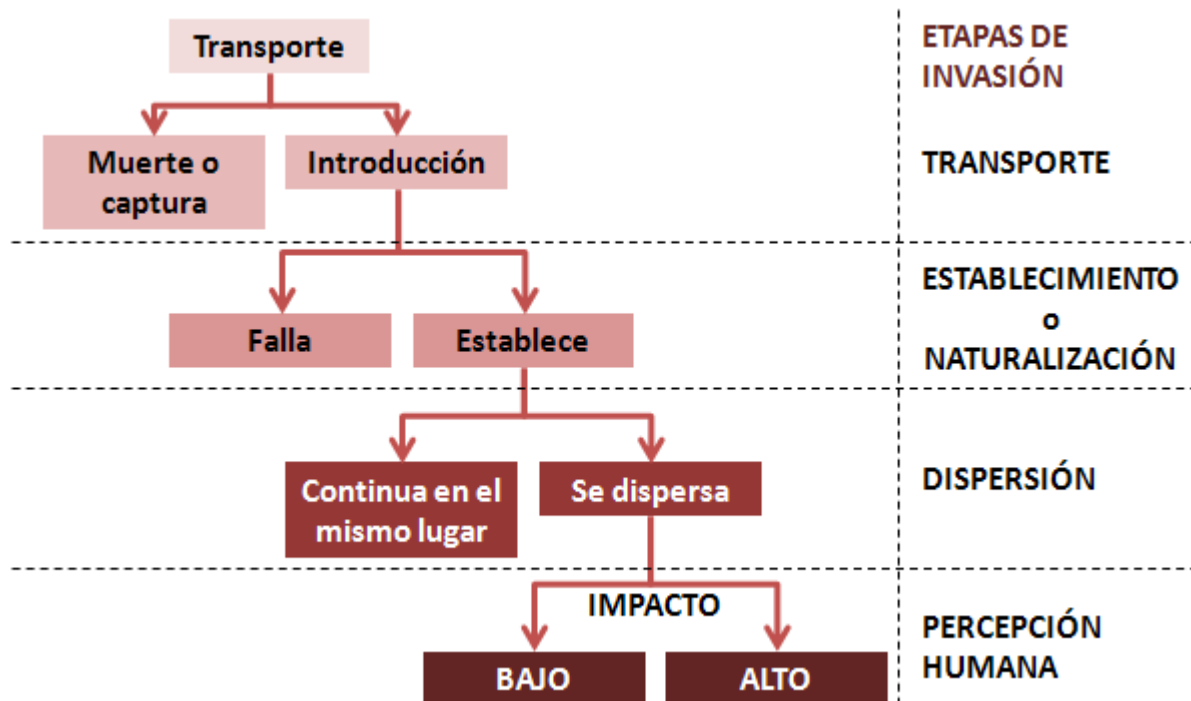 Transporte
ETAPAS DE
INVASIÓN
Muerte o
captura
Introducción
TRANSPORTE
Falla
Establece
ESTABLECIMIENTO
o
NATURALIZACIÓN
Continua en el
mismo lugar
Se dispersa
DISPERSIÓN
IMPACTO
BAJO
ALTO
PERCEPCIÓN
HUMANA